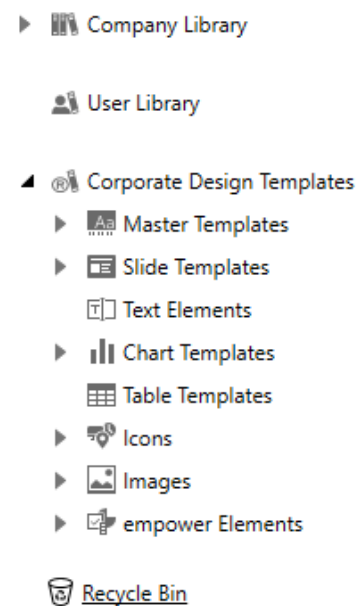 Company Library
User Library
Corporate Design Templates
Master Templates
Slide Templates
Text Elements
Chart Templates
Table Templates
Icons
Images
empower Elements
Recycle Bin